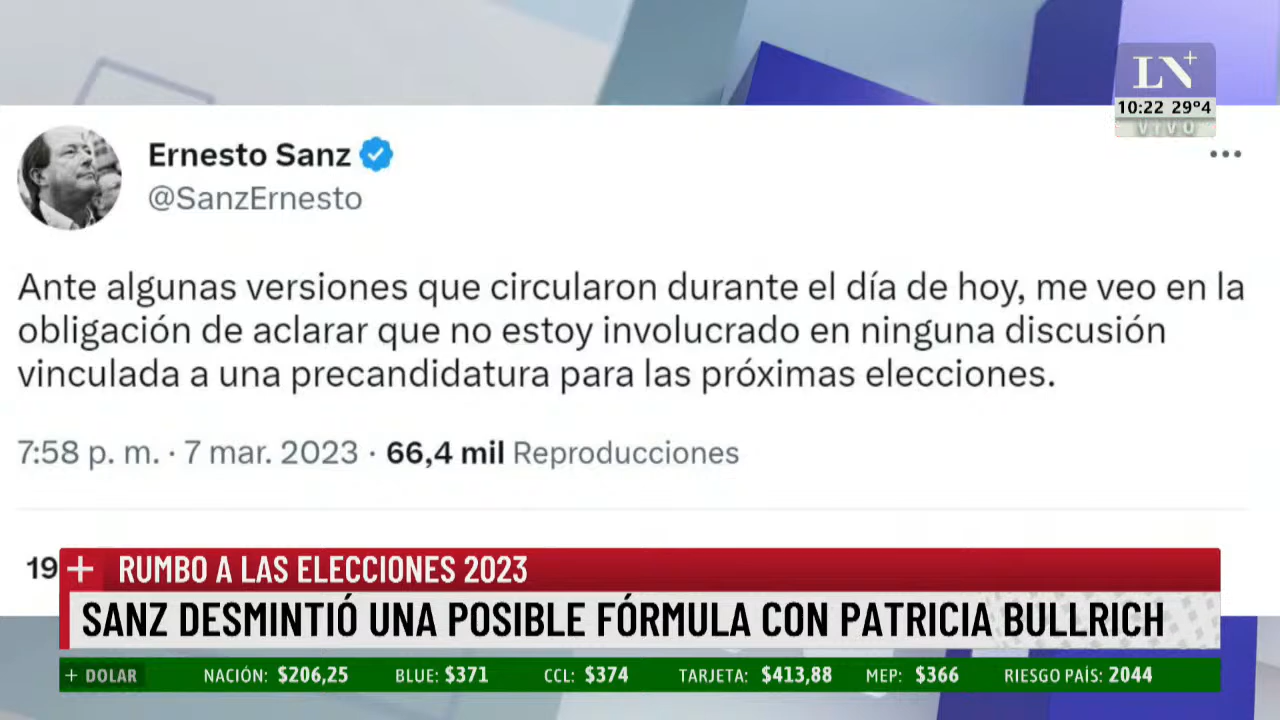 LN+
10:22 29°4
VIVO
Ernesto Sanz
@SanzErnesto
Ante algunas versiones que circularon durante el día de hoy, me veo en la
obligación de aclarar que no estoy involucrado en ninguna discusión
vinculada a una precandidatura para las próximas elecciones.
7:58 p. m. · 7 mar. 2023 · 66,4 mil Reproducciones
19
+ RUMBO A LAS ELECCIONES 2023
SANZ DESMINTIÓ UNA POSIBLE FÓRMULA CON PATRICIA BULLRICH
+ DOLAR NACIÓN: $206,25 BLUE: $371 CCL: $374 TARJETA: $413,88 MEP: $366 RIESGO PAÍS: 2044